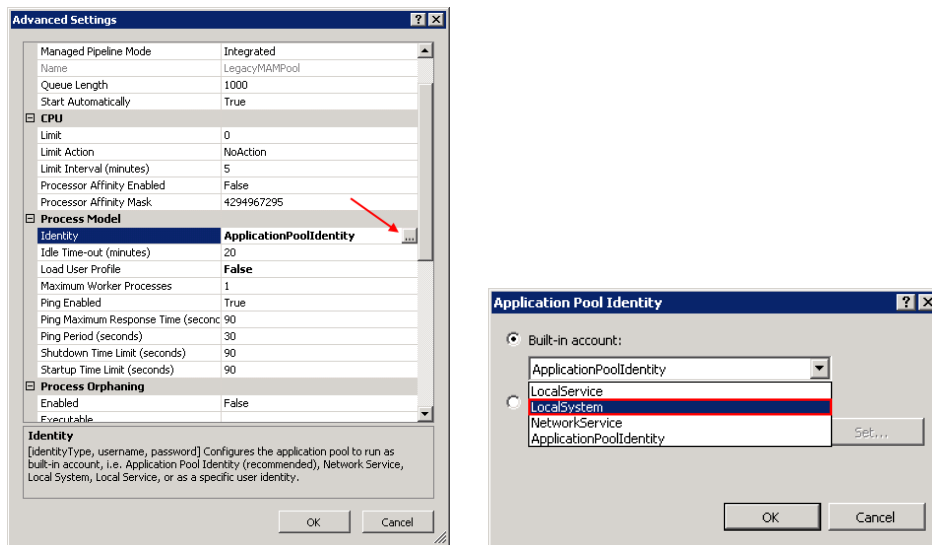 Advanced Settings
Managed Pipeline Mode Integrated
Name LegacyMAMPool
Queue Length 1000
Start Automatically True
CPU
Limit 0
Limit Action NoAction
Limit Interval (minutes) 5
Processor Affinity Enabled False
Processor Affinity Mask 4294967295
Process Model
Identity ApplicationPoolIdentity ...
Idle Time-out (minutes) 20
Load User Profile False
Maximum Worker Processes 1
Ping Enabled True
Ping Maximum Response Time (seconc 90
Ping Period (seconds) 30
Shutdown Time Limit (seconds) 90
Startup Time Limit (seconds) 90
Process Orphaning
Enabled False
Executable
Identity
[identityType, username, password] Configures the application pool to run as
built-in account, i.e. Application Pool Identity (recommended), Network Service,
Local System, Local Service, or as a specific user identity.
OK Cancel
Application Pool Identity
Built-in account:
ApplicationPoolIdentity
LocalService
LocalSystem
NetworkService
ApplicationPoolIdentity
Set...
OK Cancel